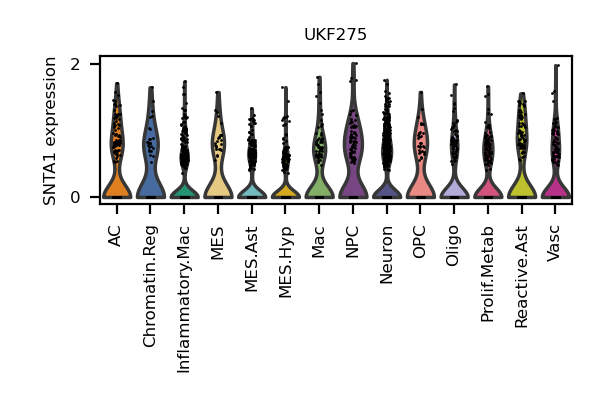 UKF275
SNTA1 expression
2
0
AC
Chromatin.Reg
Inflammatory.Mac
MES
MES.Ast
MES.Hyp
Mac
NPC
Neuron
OPC
Oligo
Prolif.Metab
Reactive.Ast
Vasc